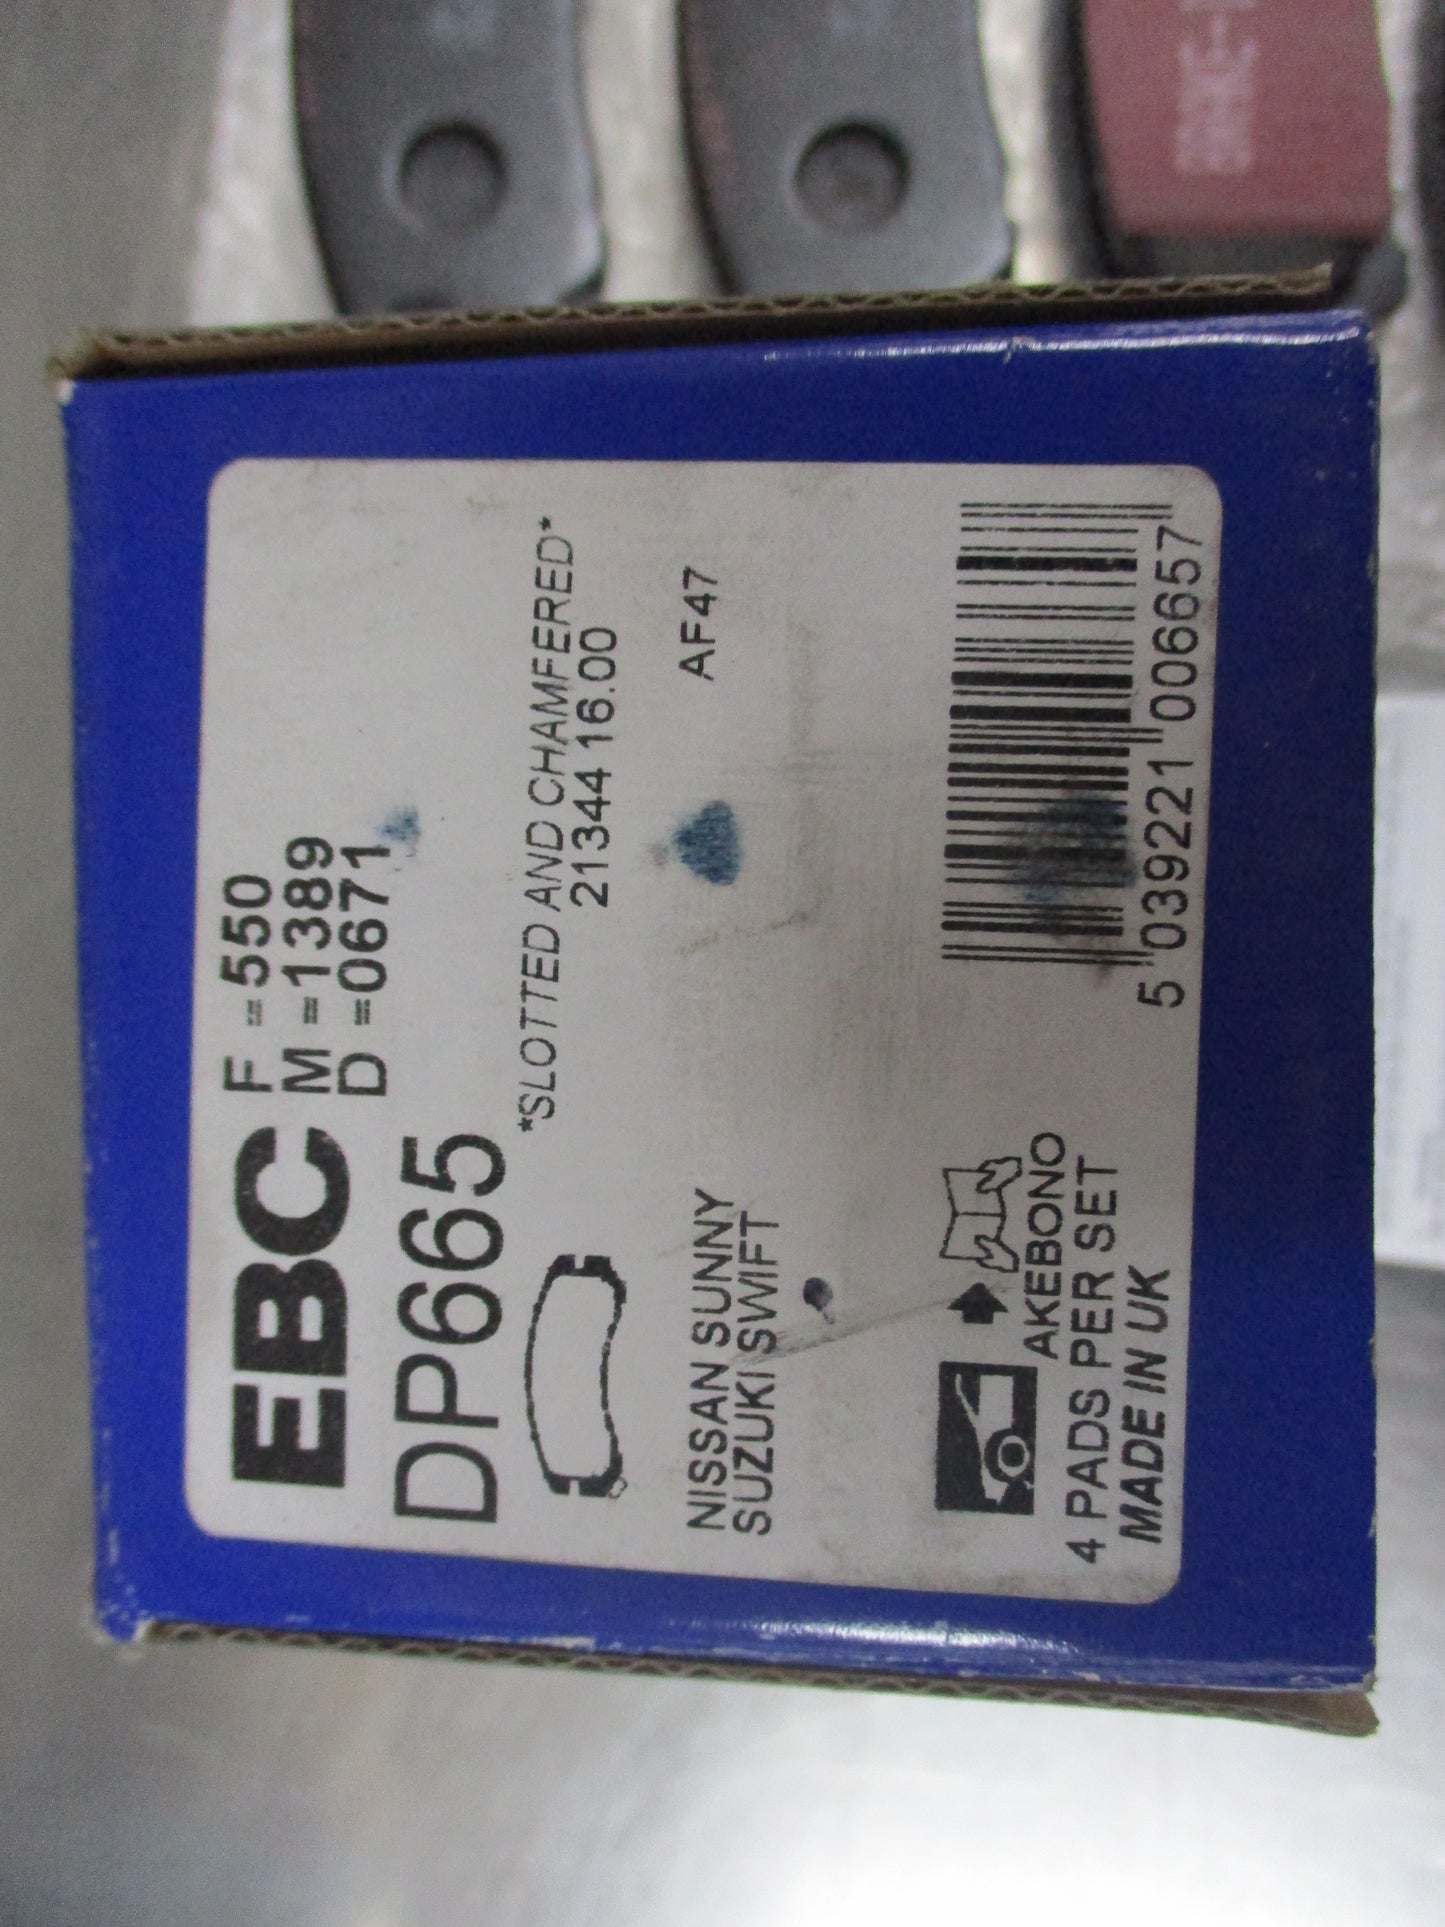 EBC
F =550
M =1389
D =0671
DP665
*SLOTTED AND CHAMFERED*
21344 16.00
NISSAN SUNNY
SUZUKI SWIFT
AF47
AKEBONO
4 PADS PER SET
MADE IN UK
5 039221 006657